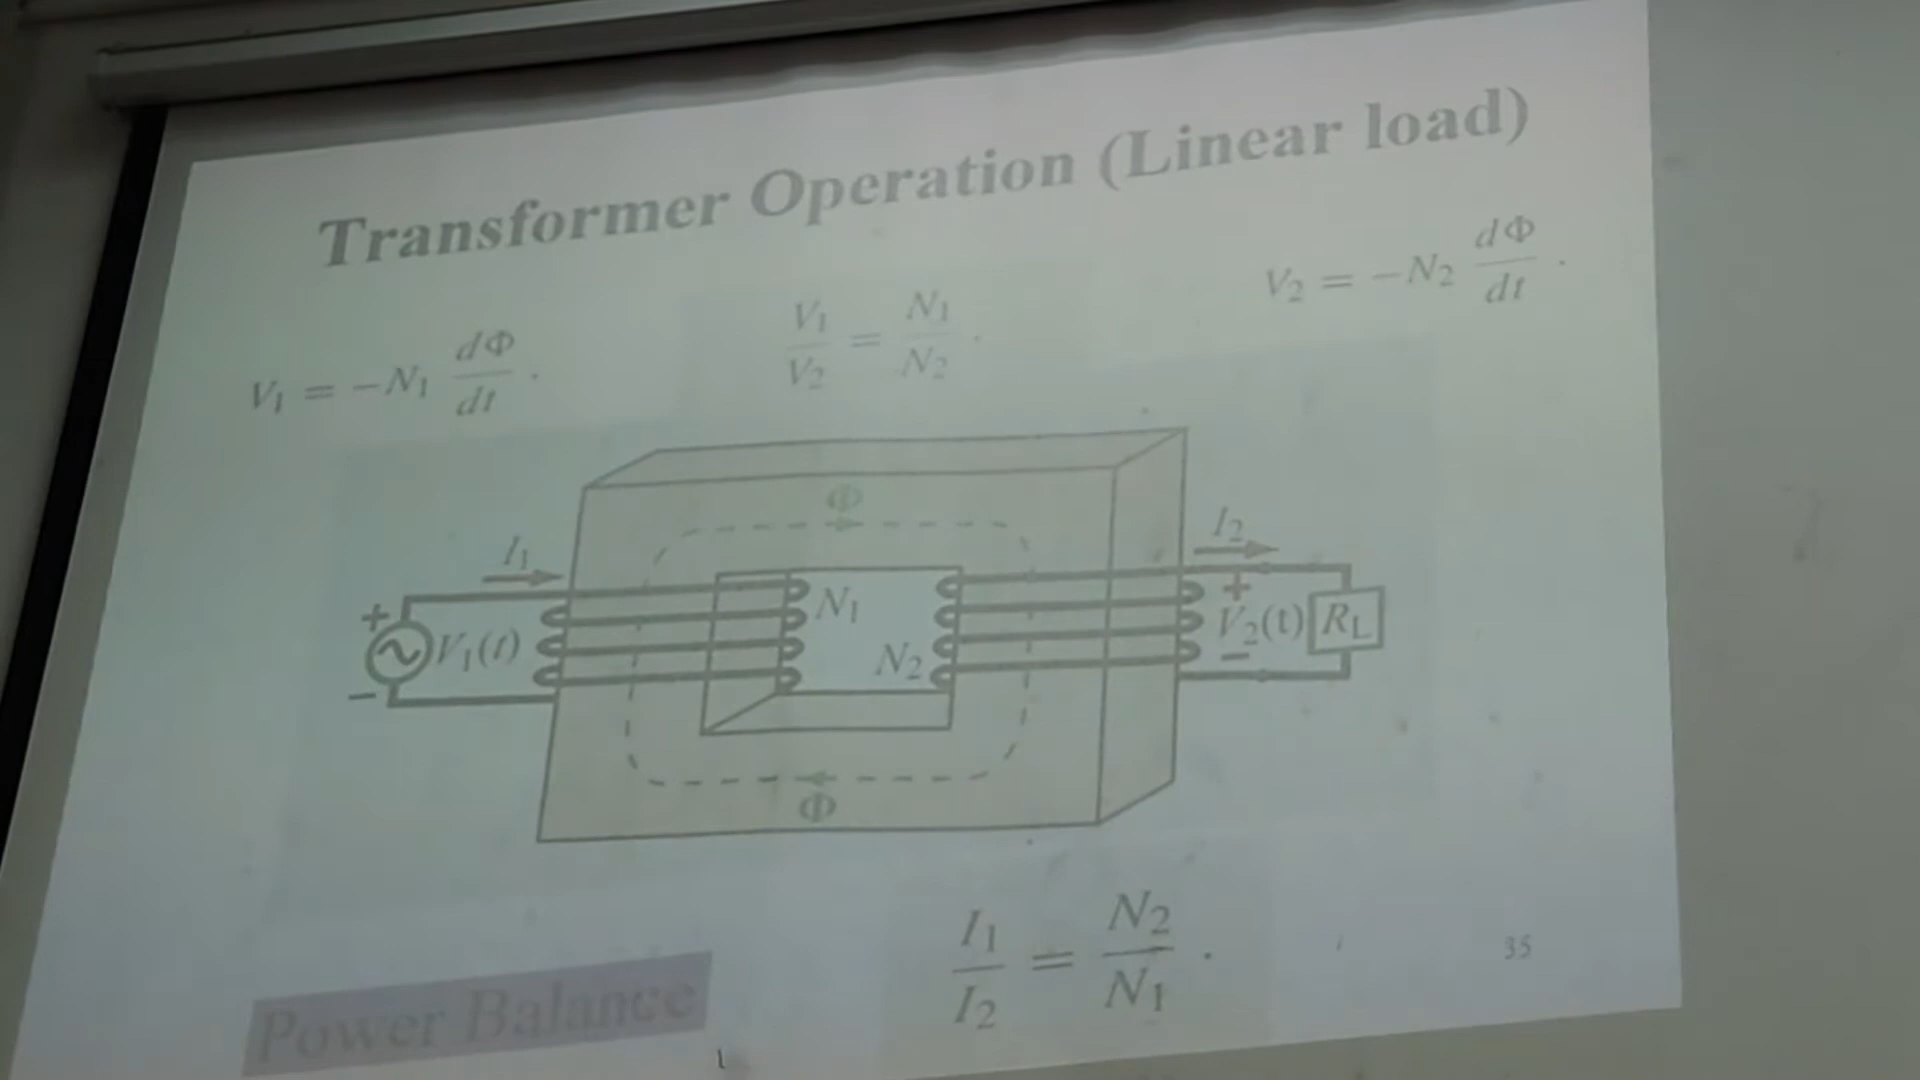 Transformer Operation (Linear load)
V₁ = −N₁ dΦ/dt .
V₁/V₂ = N₁/N₂ .
V₂ = −N₂ dΦ/dt .
Φ
I₁
I₂
+
N₁
+
V₁(t)
V₂(t)
R_L
N₂
−
−
Φ
I₁/I₂ = N₂/N₁ .
35
Power Balance